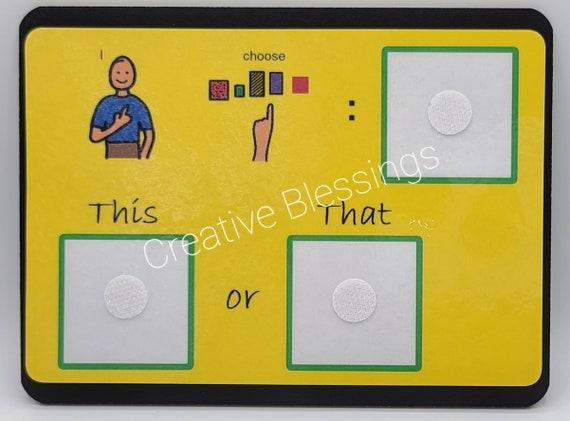 I choose :
This That
or
Creative Blessings